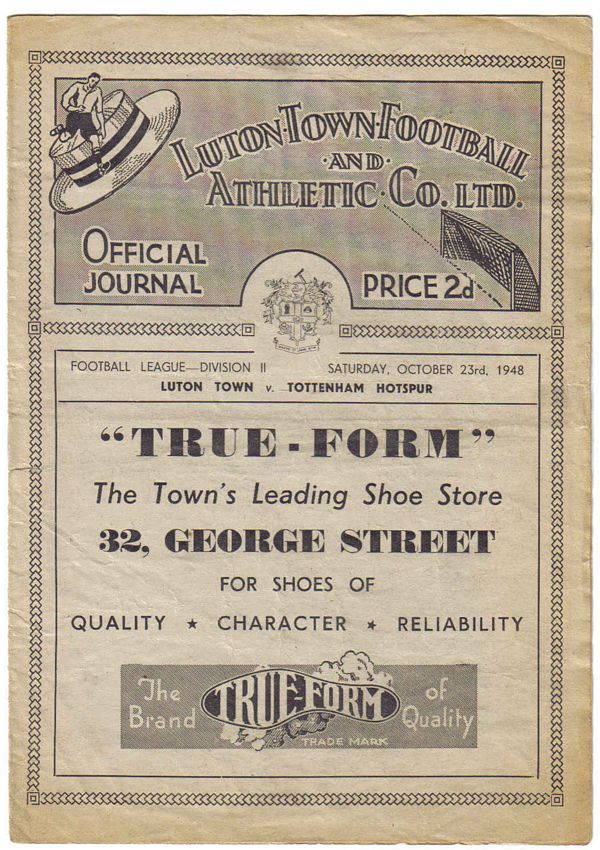 LUTON·TOWN·FOOTBALL
·AND·
ATHLETIC·CO. LTD.
OFFICIAL
JOURNAL
PRICE 2d
FOOTBALL LEAGUE—DIVISION II
SATURDAY, OCTOBER 23rd, 1948
LUTON TOWN v. TOTTENHAM HOTSPUR
"TRUE-FORM"
The Town's Leading Shoe Store
32, GEORGE STREET
FOR SHOES OF
QUALITY ★ CHARACTER ★ RELIABILITY
The Brand
TRUE-FORM
of Quality
TRADE MARK